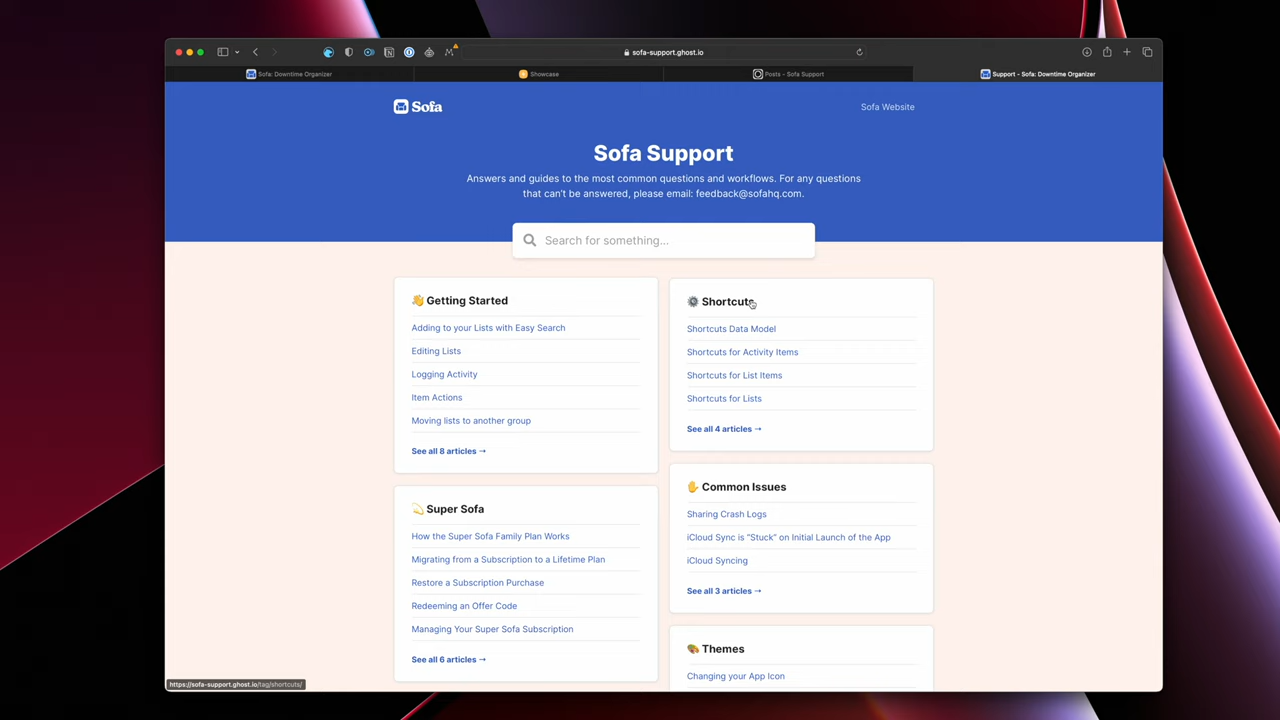 sofa-support.ghost.io
Sofa: Downtime Organizer
Showcase
Posts - Sofa Support
Support - Sofa: Downtime Organizer
Sofa
Sofa Website
Sofa Support
Answers and guides to the most common questions and workflows. For any questions
that can't be answered, please email: feedback@sofahq.com.
Search for something...
👋 Getting Started
Adding to your Lists with Easy Search
Editing Lists
Logging Activity
Item Actions
Moving lists to another group
See all 8 articles →
⚙️ Shortcuts
Shortcuts Data Model
Shortcuts for Activity Items
Shortcuts for List Items
Shortcuts for Lists
See all 4 articles →
💫 Super Sofa
How the Super Sofa Family Plan Works
Migrating from a Subscription to a Lifetime Plan
Restore a Subscription Purchase
Redeeming an Offer Code
Managing Your Super Sofa Subscription
See all 6 articles →
✋ Common Issues
Sharing Crash Logs
iCloud Sync is “Stuck” on Initial Launch of the App
iCloud Syncing
See all 3 articles →
🎨 Themes
Changing your App Icon
https://sofa-support.ghost.io/tag/shortcuts/